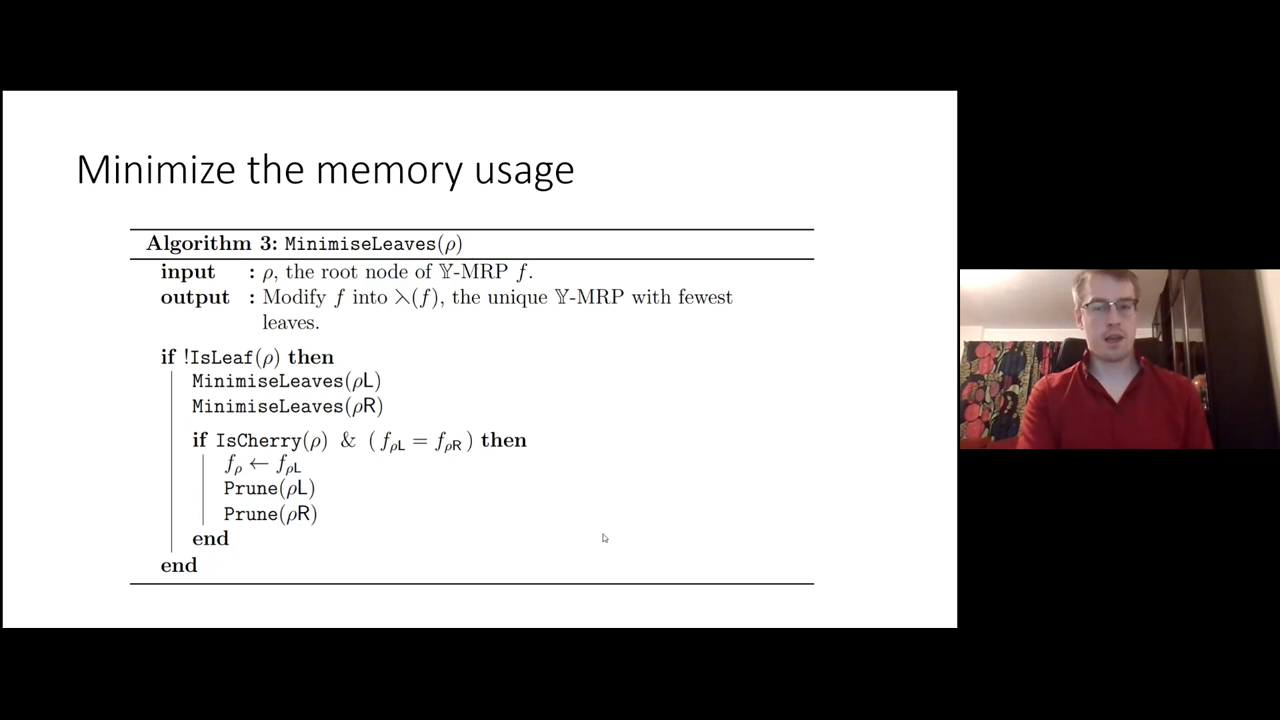 Minimize the memory usage
Algorithm 3: MinimiseLeaves(ρ)
input : ρ, the root node of 𝕐-MRP f.
output : Modify f into ⋋(f), the unique 𝕐-MRP with fewest
leaves.
if !IsLeaf(ρ) then
MinimiseLeaves(ρL)
MinimiseLeaves(ρR)
if IsCherry(ρ) & (f_ρL = f_ρR) then
f_ρ ← f_ρL
Prune(ρL)
Prune(ρR)
end
end